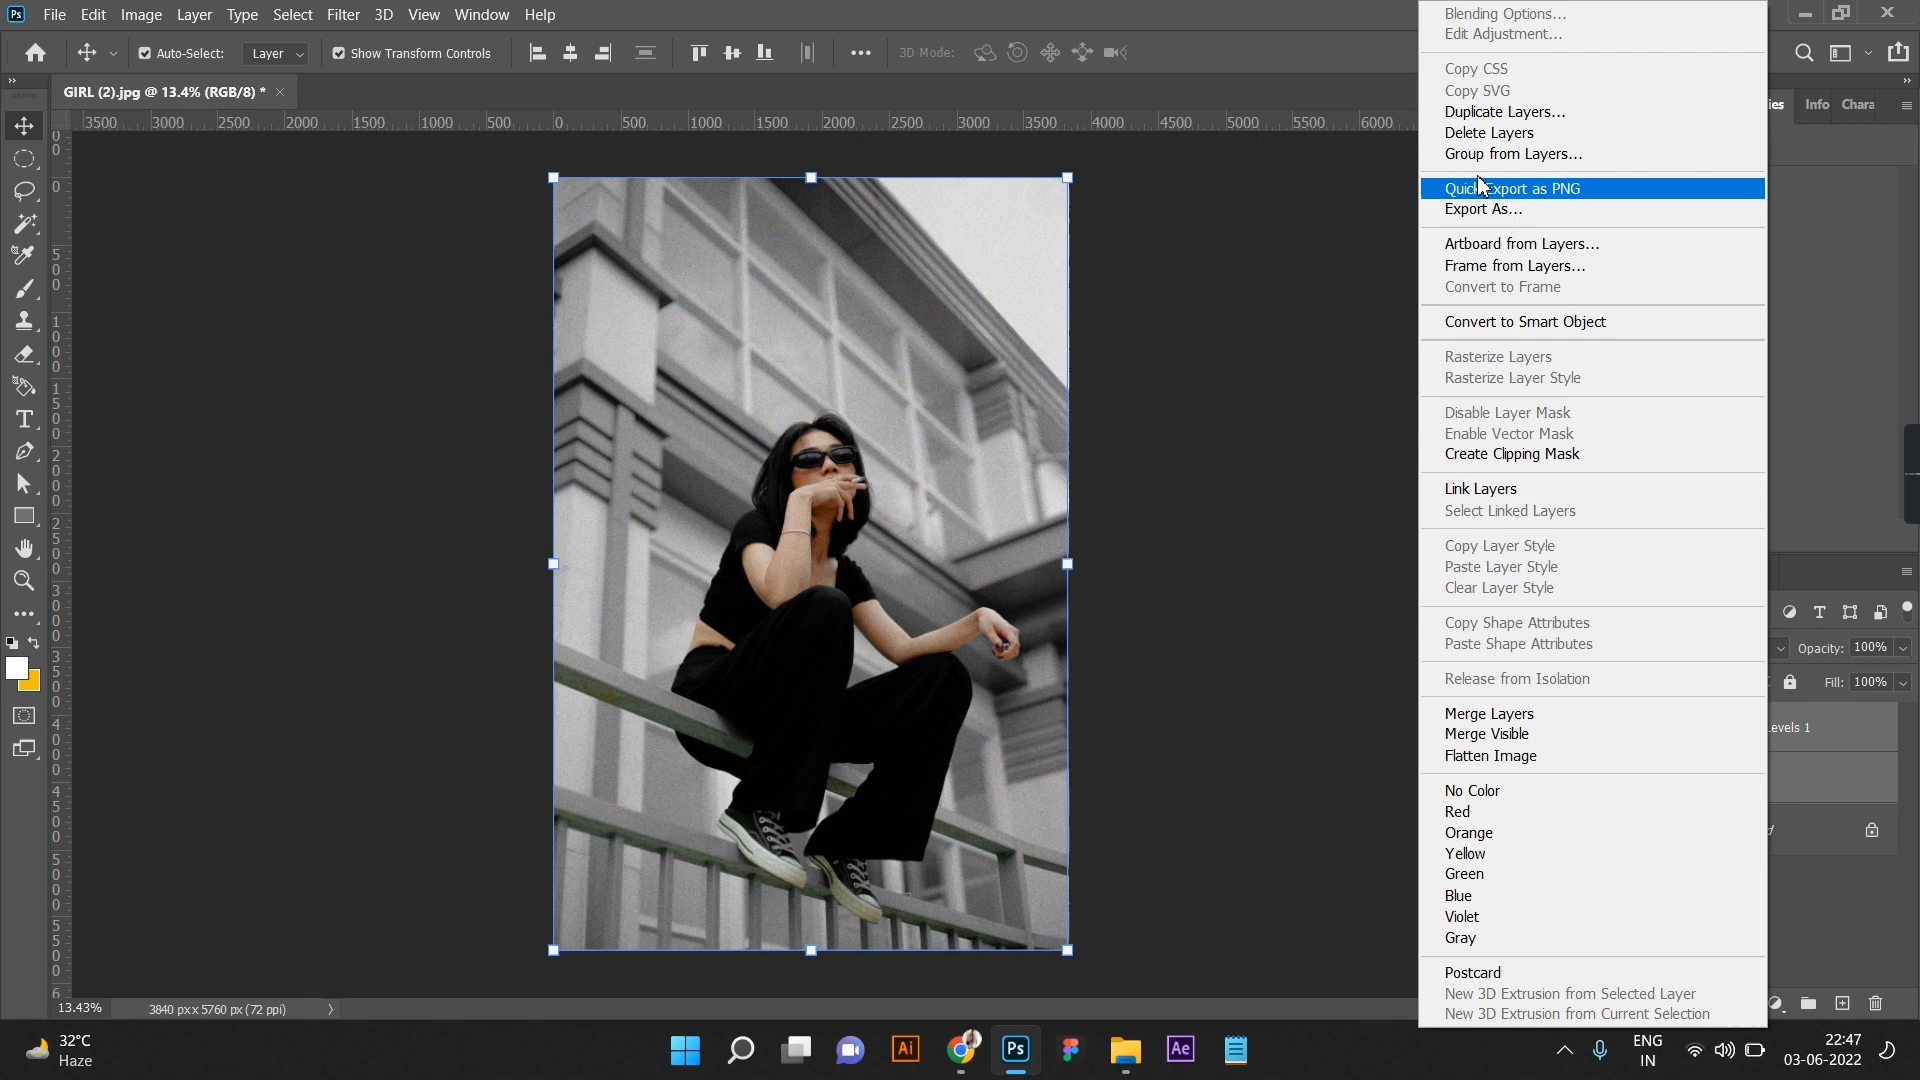 Ps File Edit Image Layer Type Select Filter 3D View Window Help
Auto-Select: Layer Show Transform Controls 3D Mode:
GIRL (2).jpg @ 13.4% (RGB/8) *
3500 3000 2500 2000 1500 1000 500 0 500 1000 1500 2000 2500 3000 3500 4000 4500 5000 5500 6000
Info Chara
Blending Options...
Edit Adjustment...
Copy CSS
Copy SVG
Duplicate Layers...
Delete Layers
Group from Layers...
Quick Export as PNG
Export As...
Artboard from Layers...
Frame from Layers...
Convert to Frame
Convert to Smart Object
Rasterize Layers
Rasterize Layer Style
Disable Layer Mask
Enable Vector Mask
Create Clipping Mask
Link Layers
Select Linked Layers
Copy Layer Style
Paste Layer Style
Clear Layer Style
Copy Shape Attributes
Paste Shape Attributes
Release from Isolation
Merge Layers
Merge Visible
Flatten Image
No Color
Red
Orange
Yellow
Green
Blue
Violet
Gray
Postcard
New 3D Extrusion from Selected Layer
New 3D Extrusion from Current Selection
Opacity: 100%
Fill: 100%
Levels 1
13.43% 3840 px x 5760 px (72 ppi)
32°C
Haze
Ai Ps Ae
ENG
IN
22:47
03-06-2022